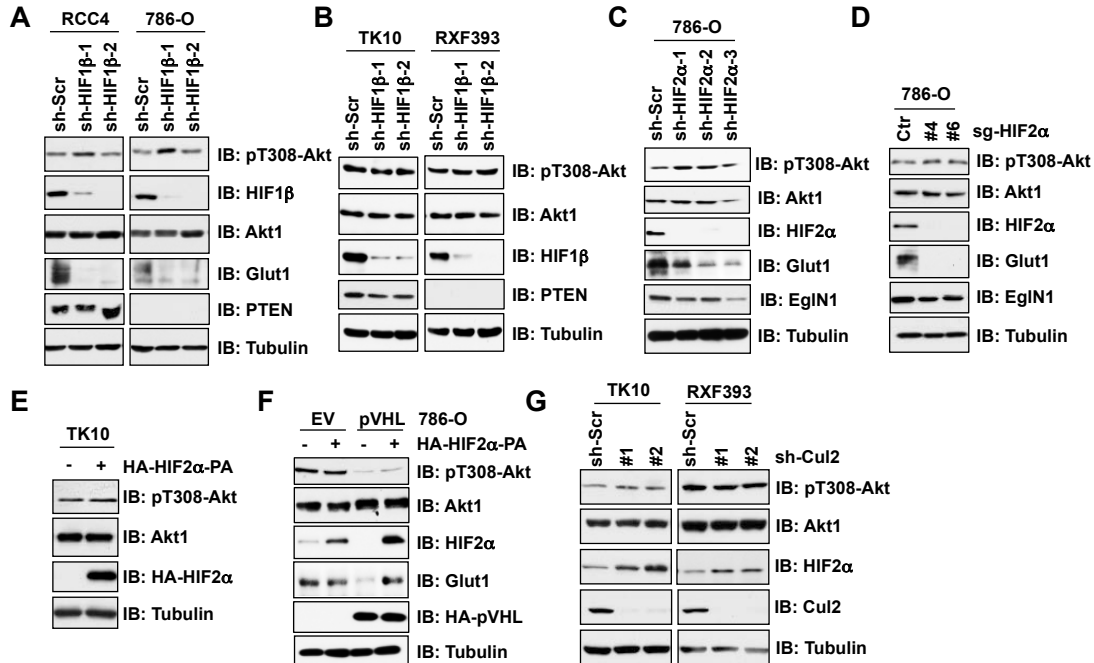 A
RCC4 786-O
sh-Scr
sh-HIF1β-1
sh-HIF1β-2
sh-Scr
sh-HIF1β-1
sh-HIF1β-2
IB: pT308-Akt
IB: HIF1β
IB: Akt1
IB: Glut1
IB: PTEN
IB: Tubulin
B
TK10 RXF393
sh-Scr
sh-HIF1β-1
sh-HIF1β-2
sh-Scr
sh-HIF1β-1
sh-HIF1β-2
IB: pT308-Akt
IB: Akt1
IB: HIF1β
IB: PTEN
IB: Tubulin
C
786-O
sh-Scr
sh-HIF2α-1
sh-HIF2α-2
sh-HIF2α-3
IB: pT308-Akt
IB: Akt1
IB: HIF2α
IB: Glut1
IB: EglN1
IB: Tubulin
D
786-O
Ctr
#4
#6
sg-HIF2α
IB: pT308-Akt
IB: Akt1
IB: HIF2α
IB: Glut1
IB: EglN1
IB: Tubulin
E
TK10
- + HA-HIF2α-PA
IB: pT308-Akt
IB: Akt1
IB: HA-HIF2α
IB: Tubulin
F
EV pVHL 786-O
- + - + HA-HIF2α-PA
IB: pT308-Akt
IB: Akt1
IB: HIF2α
IB: Glut1
IB: HA-pVHL
IB: Tubulin
G
TK10 RXF393
sh-Scr
#1
#2
sh-Scr
#1
#2
sh-Cul2
IB: pT308-Akt
IB: Akt1
IB: HIF2α
IB: Cul2
IB: Tubulin